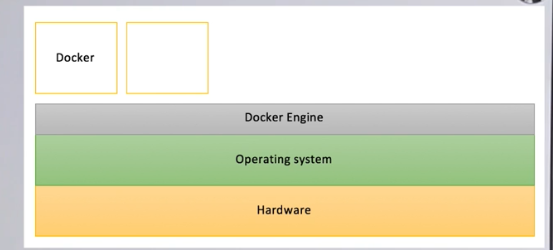 Docker
Docker Engine
Operating system
Hardware